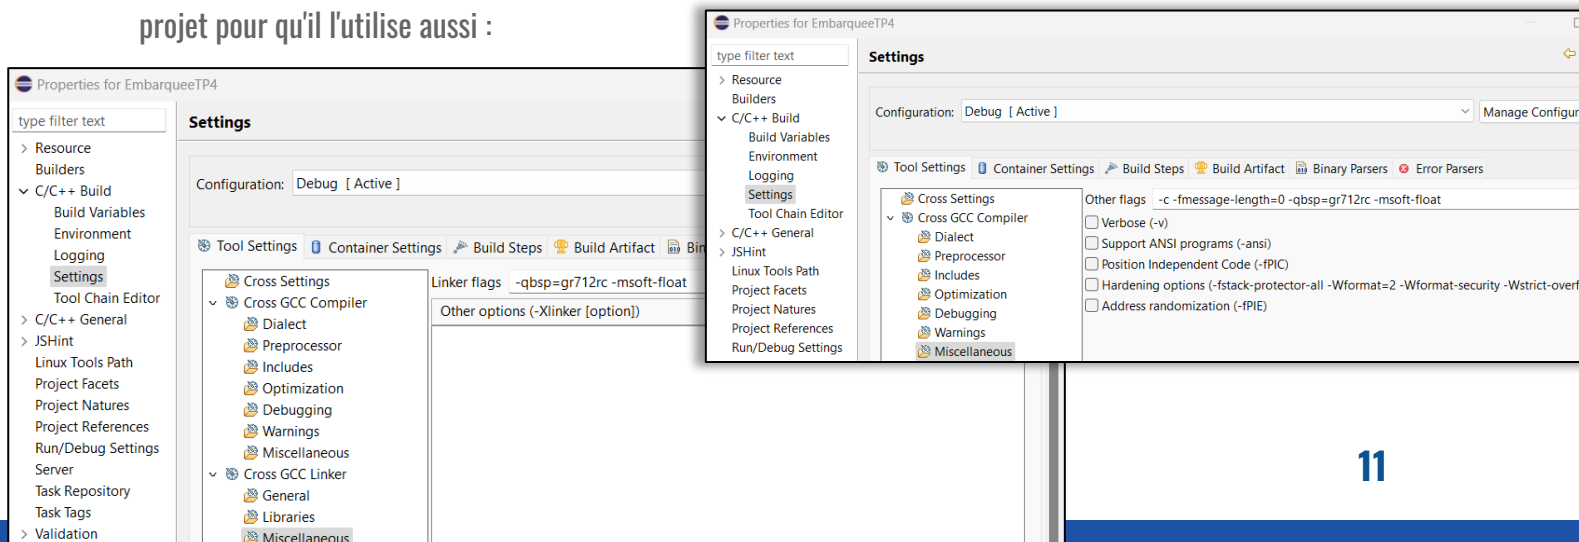 projet pour qu'il l'utilise aussi :
Properties for EmbarqueeTP4
type filter text
Settings
Resource
Builders
C/C++ Build
Build Variables
Environment
Logging
Settings
Tool Chain Editor
C/C++ General
JSHint
Linux Tools Path
Project Facets
Project Natures
Project References
Run/Debug Settings
Server
Task Repository
Task Tags
Validation
Configuration: Debug [ Active ]
Tool Settings Container Settings Build Steps Build Artifact Bin
Cross Settings
Cross GCC Compiler
Dialect
Preprocessor
Includes
Optimization
Debugging
Warnings
Miscellaneous
Cross GCC Linker
General
Libraries
Miscellaneous
Linker flags -qbsp=gr712rc -msoft-float
Other options (-Xlinker [option])
Properties for EmbarqueeTP4
type filter text
Settings
Resource
Builders
C/C++ Build
Build Variables
Environment
Logging
Settings
Tool Chain Editor
C/C++ General
JSHint
Linux Tools Path
Project Facets
Project Natures
Project References
Run/Debug Settings
Configuration: Debug [ Active ] Manage Configur
Tool Settings Container Settings Build Steps Build Artifact Binary Parsers Error Parsers
Cross Settings
Cross GCC Compiler
Dialect
Preprocessor
Includes
Optimization
Debugging
Warnings
Miscellaneous
Other flags -c -fmessage-length=0 -qbsp=gr712rc -msoft-float
Verbose (-v)
Support ANSI programs (-ansi)
Position Independent Code (-fPIC)
Hardening options (-fstack-protector-all -Wformat=2 -Wformat-security -Wstrict-overf
Address randomization (-fPIE)
11